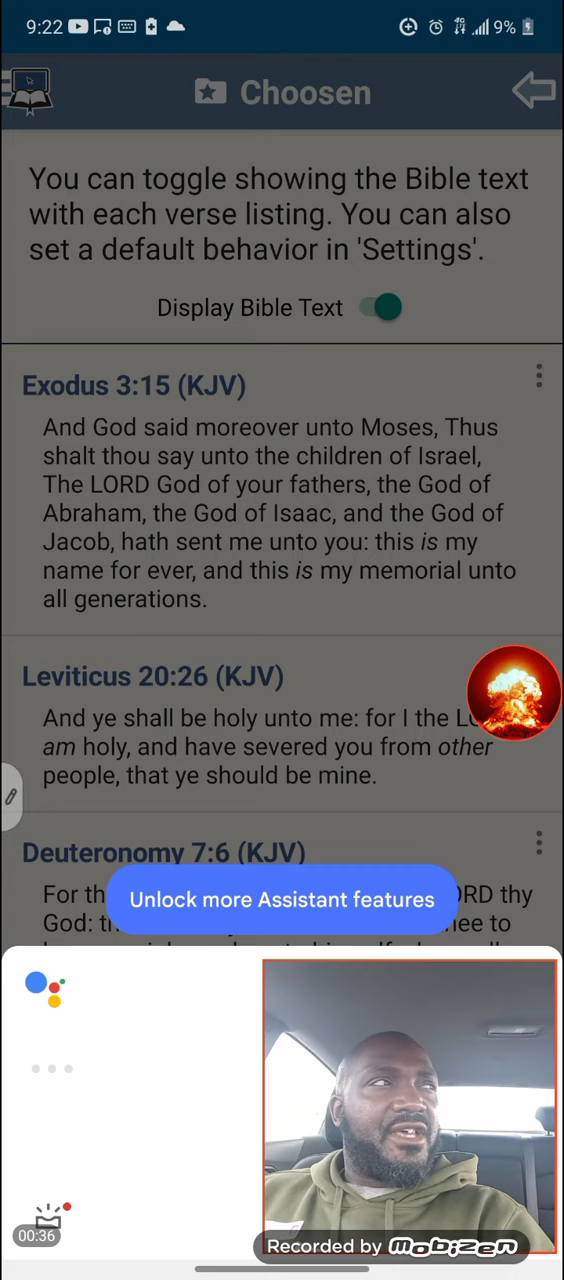 9:22
4G
9%
Choosen
You can toggle showing the Bible text
with each verse listing. You can also
set a default behavior in 'Settings'.
Display Bible Text
Exodus 3:15 (KJV)
And God said moreover unto Moses, Thus
shalt thou say unto the children of Israel,
The LORD God of your fathers, the God of
Abraham, the God of Isaac, and the God of
Jacob, hath sent me unto you: this is my
name for ever, and this is my memorial unto
all generations.
Leviticus 20:26 (KJV)
And ye shall be holy unto me: for I the
am holy, and have severed you from other
people, that ye should be mine.
Deuteronomy 7:6 (KJV)
For
thy
Unlock more Assistant features
God:
to
00:36
Recorded by Mobizen